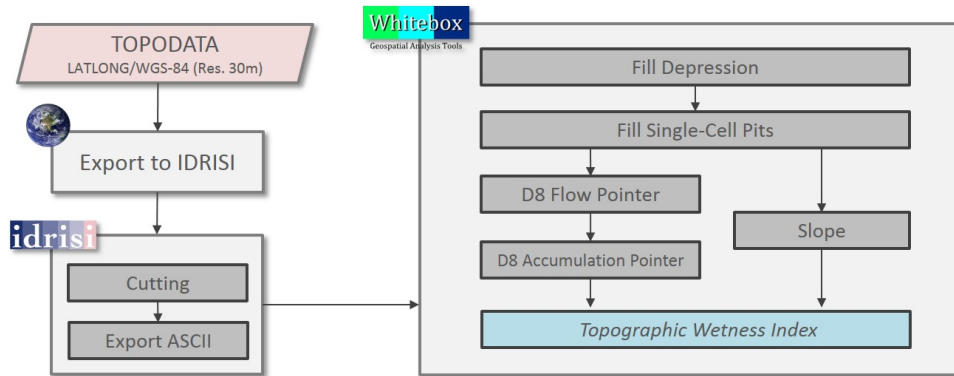 TOPODATA
LATLONG/WGS-84 (Res. 30m)
Export to IDRISI
idrisi
Cutting
Export ASCII
Whitebox
Geospatial Analysis Tools
Fill Depression
Fill Single-Cell Pits
D8 Flow Pointer
Slope
D8 Accumulation Pointer
Topographic Wetness Index